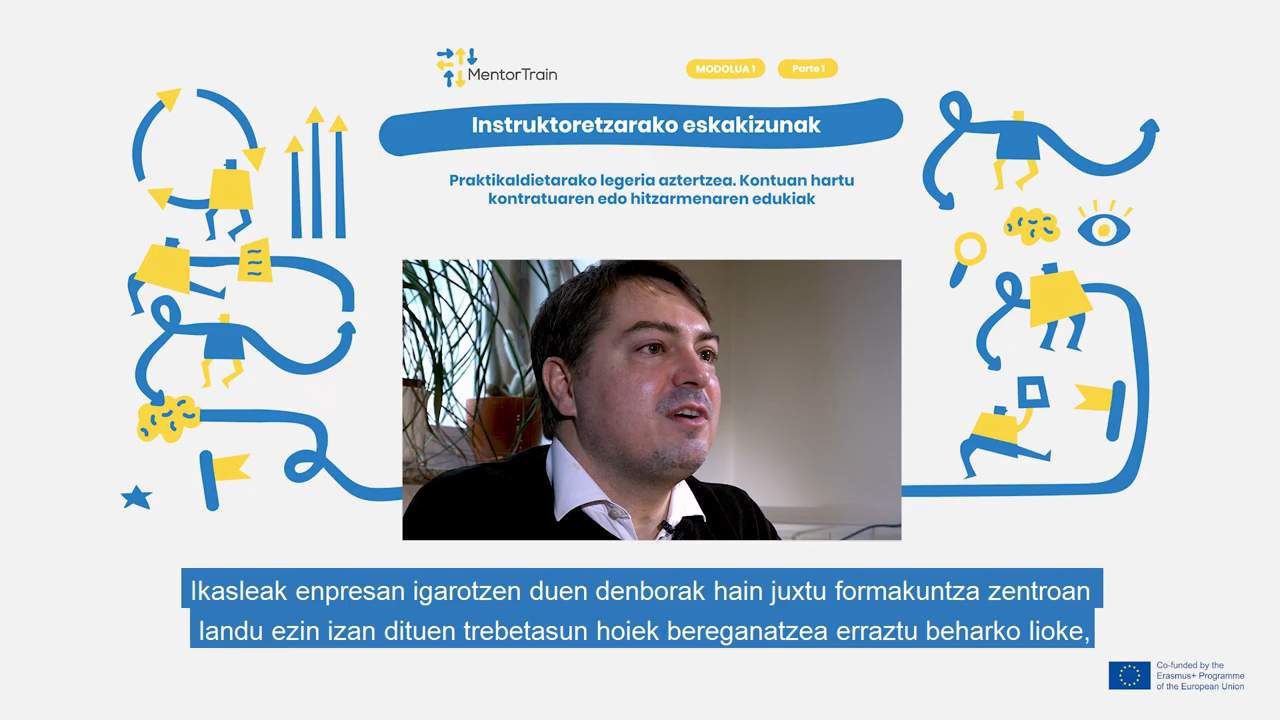 MentorTrain
MODOLUA 1
Parte 1
Instruktoretzarako eskakizunak
Praktikaldietarako legeria aztertzea. Kontuan hartu
kontratuaren edo hitzarmenaren edukiak
Ikasleak enpresan igarotzen duen denborak hain juxtu formakuntza zentroan
landu ezin izan dituen trebetasun hoiek bereganatzea erraztu beharko lioke,
Co-funded by the
Erasmus+ Programme
of the European Union